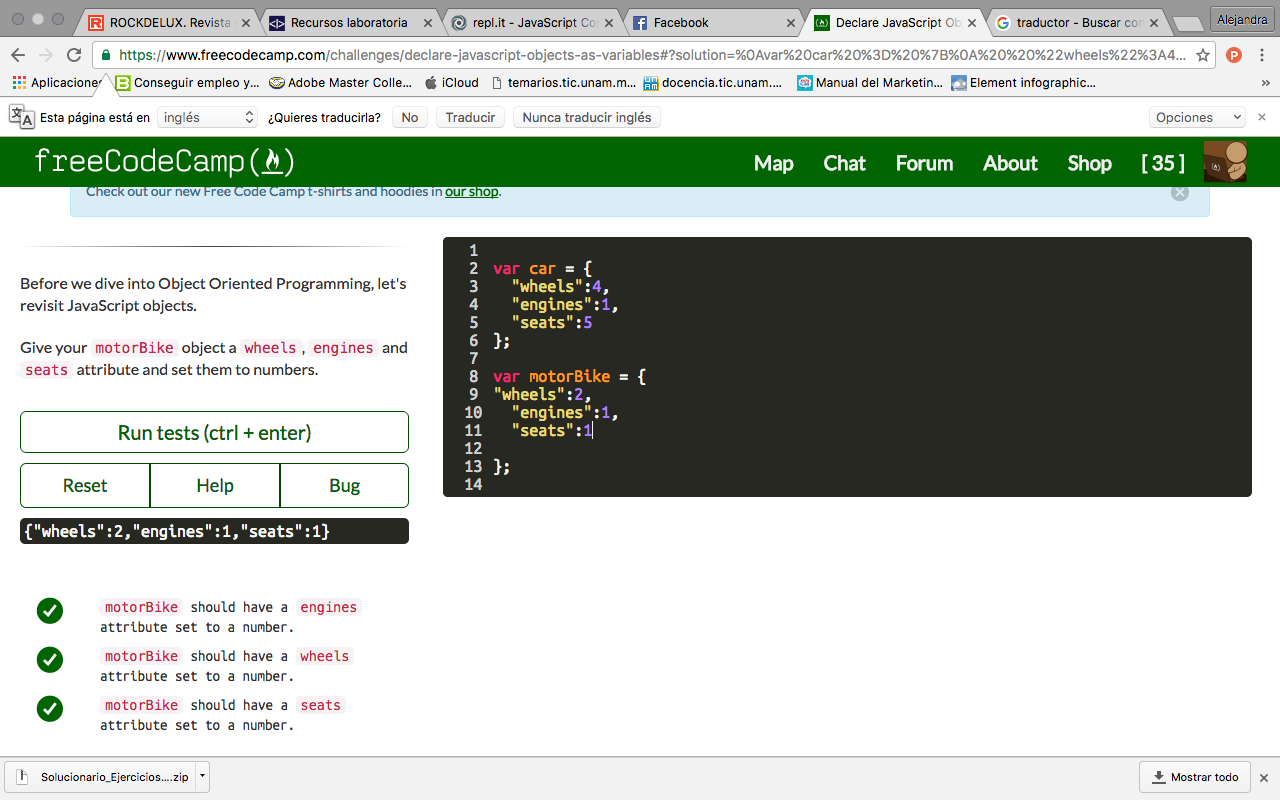 ROCKDELUX. Revista
Recursos laboratoria
repl.it - JavaScript Co
Facebook
Declare JavaScript Ob
traductor - Buscar con
Alejandra
https://www.freecodecamp.com/challenges/declare-javascript-objects-as-variables#?solution=%0Avar%20car%20%3D%20%7B%0A%20%20%22wheels%22%3A4...
Aplicaciones
Conseguir empleo y...
Adobe Master Colle...
iCloud
temarios.tic.unam.m...
docencia.tic.unam....
Manual del Marketin...
Element infographic...
»
Esta página está en
inglés
¿Quieres traducirla?
No
Traducir
Nunca traducir inglés
Opciones
freeCodeCamp(🔥)
Map
Chat
Forum
About
Shop
[ 35 ]
Check out our new Free Code Camp t-shirts and hoodies in our shop.
Before we dive into Object Oriented Programming, let's
revisit JavaScript objects.
Give your motorBike object a wheels , engines and
seats attribute and set them to numbers.
Run tests (ctrl + enter)
Reset
Help
Bug
{"wheels":2,"engines":1,"seats":1}
motorBike should have a engines
attribute set to a number.
motorBike should have a wheels
attribute set to a number.
motorBike should have a seats
attribute set to a number.
1
2 var car = {
3   "wheels":4,
4   "engines":1,
5   "seats":5
6 };
7
8 var motorBike = {
9 "wheels":2,
10   "engines":1,
11   "seats":1
12
13 };
14
Solucionario_Ejercicios....zip
Mostrar todo